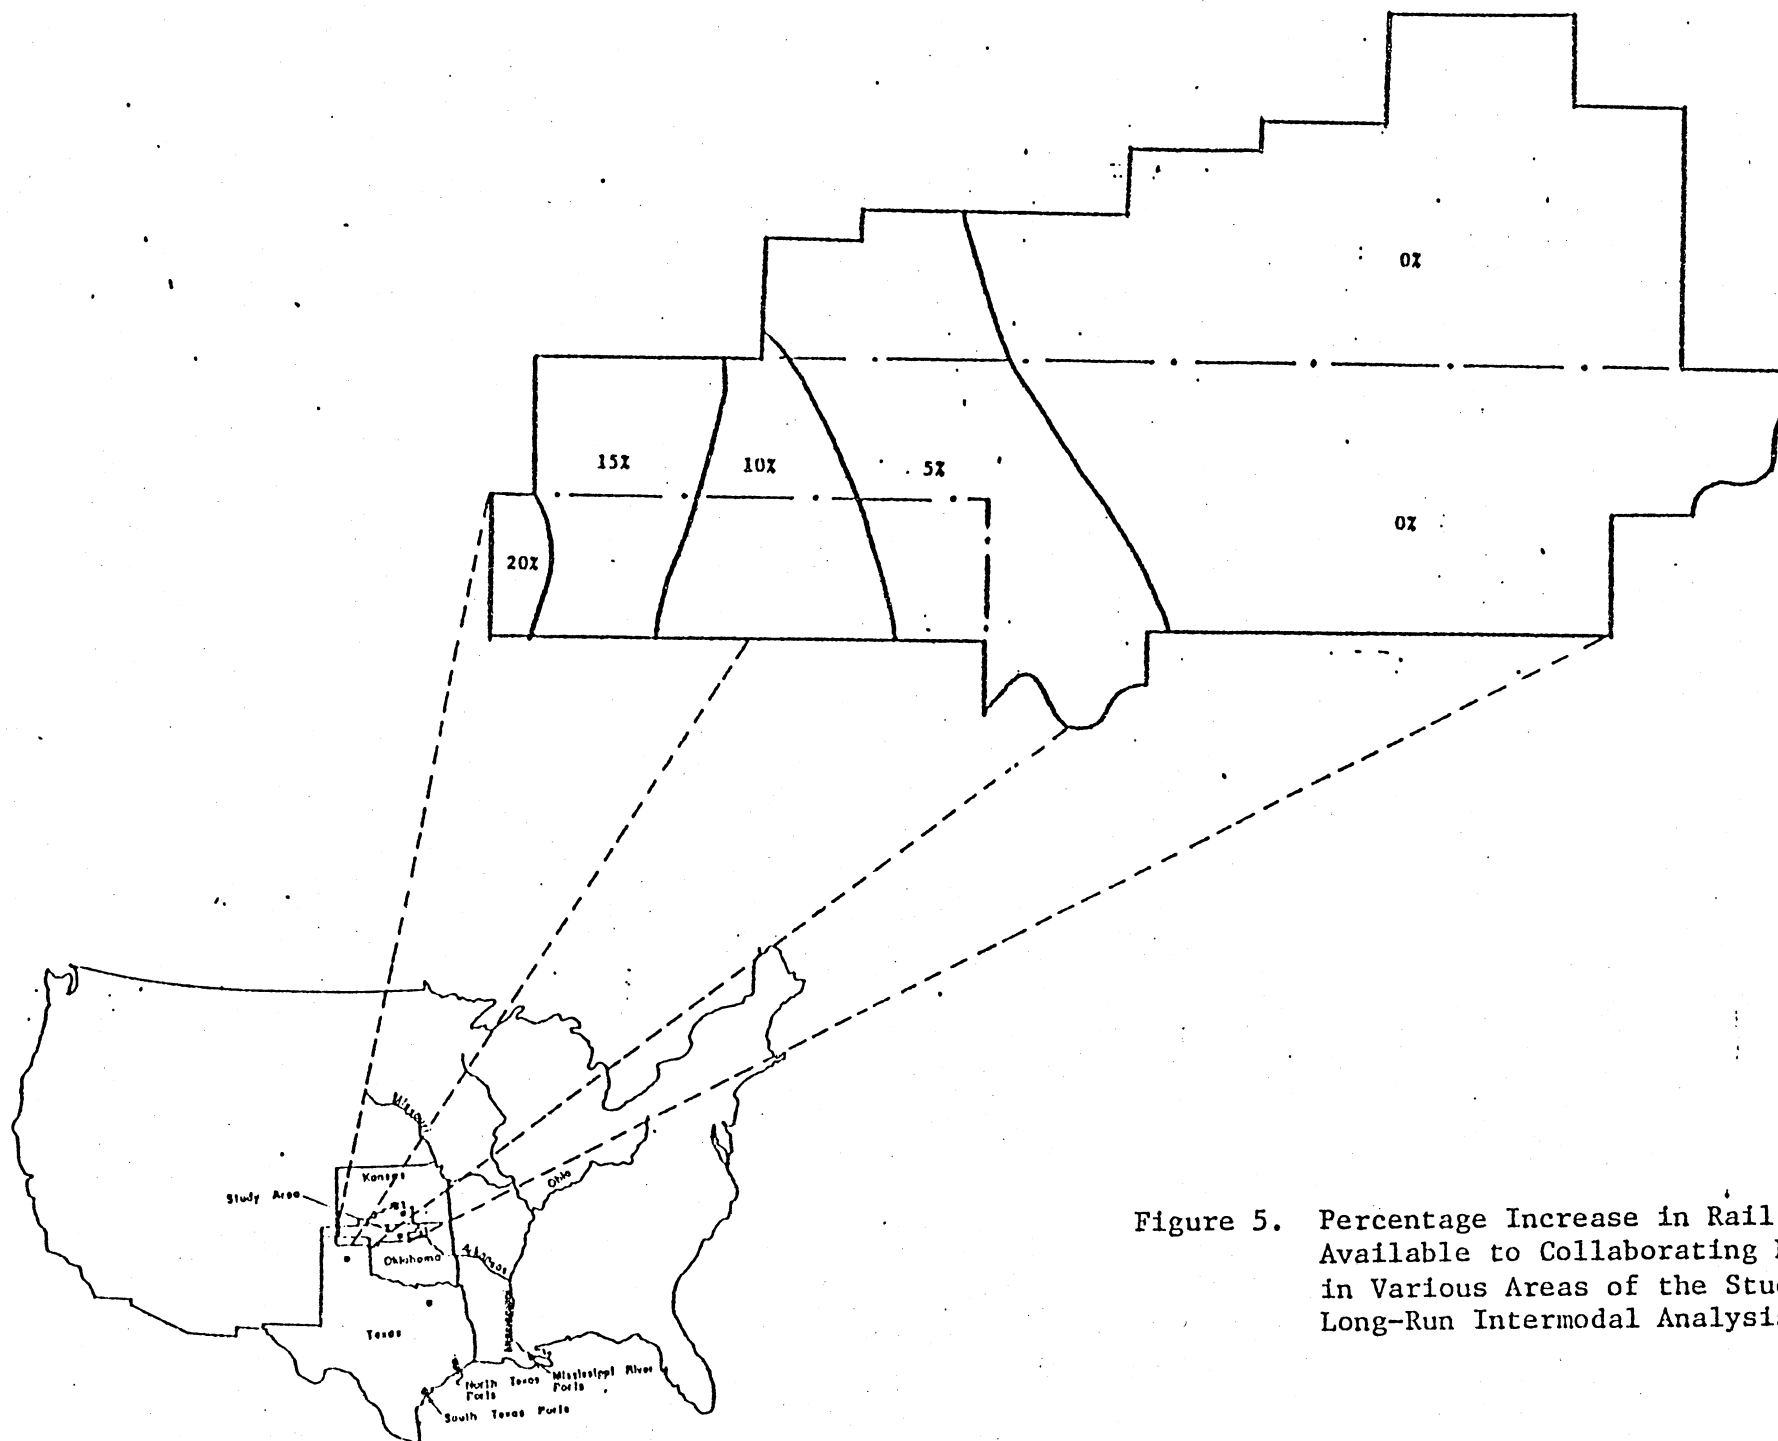 0%
15%
10%
5%
0%
20%
Kansas
Study Area
Ohio
Oklahoma
Arkansas
Texas
North Texas
Ports
Mississippi River
Ports
South Texas Ports
Figure 5. Percentage Increase in Rail
Available to Collaborating
in Various Areas of the Stu
Long-Run Intermodal Analysis